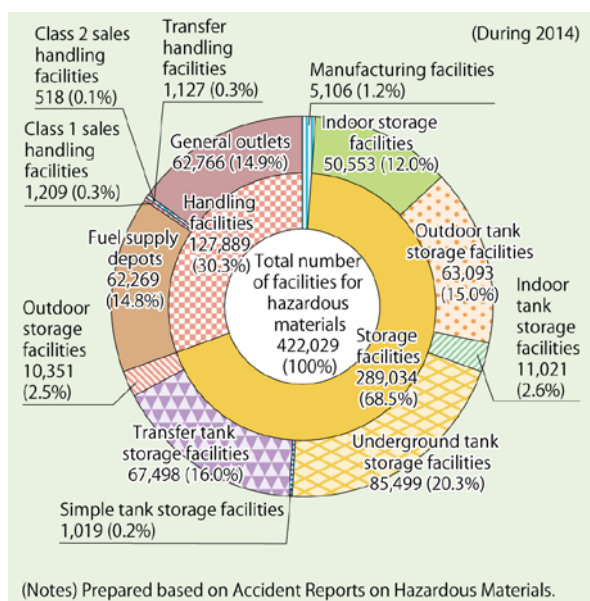 (During 2014)
Class 2 sales
handling
facilities
518 (0.1%)
Transfer
handling
facilities
1,127 (0.3%)
Manufacturing facilities
5,106 (1.2%)
Class 1 sales
handling
facilities
1,209 (0.3%)
General outlets
62,766 (14.9%)
Indoor storage
facilities
50,553 (12.0%)
Handling
facilities
127,889
(30.3%)
Fuel supply
depots
62,269
(14.8%)
Total number
of facilities for
hazardous
materials
422,029
(100%)
Outdoor tank
storage facilities
63,093
(15.0%)
Indoor
tank
storage
facilities
11,021
(2.6%)
Outdoor
storage
facilities
10,351
(2.5%)
Storage
facilities
289,034
(68.5%)
Transfer tank
storage facilities
67,498 (16.0%)
Underground tank
storage facilities
85,499 (20.3%)
Simple tank storage facilities
1,019 (0.2%)
(Notes) Prepared based on Accident Reports on Hazardous Materials.